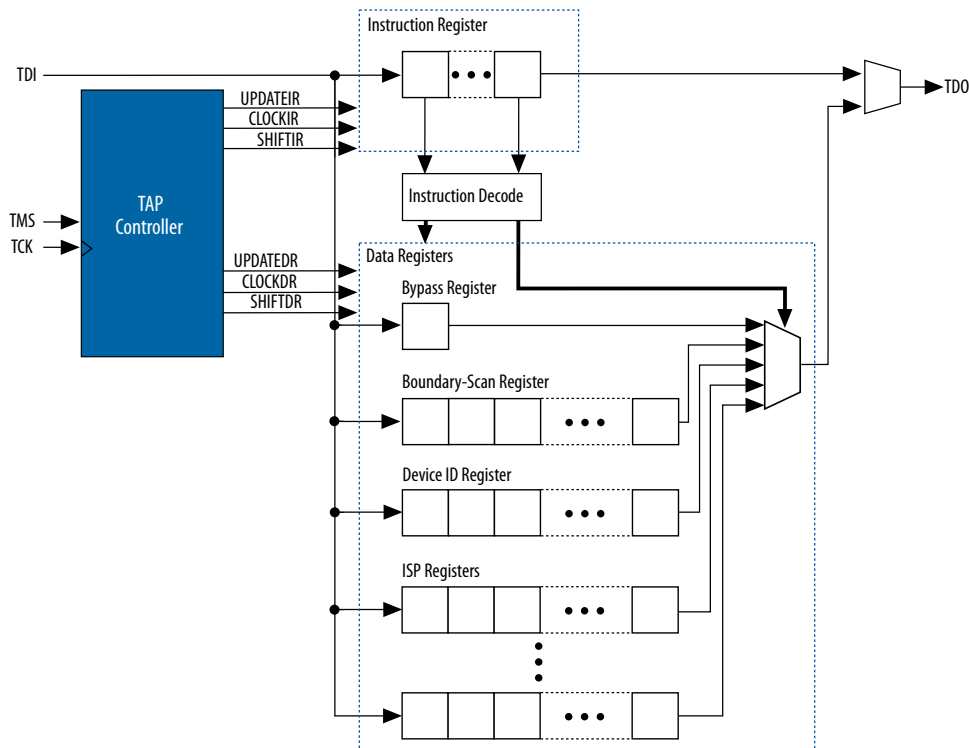 Instruction Register
TDI
TDO
UPDATEIR
CLOCKIR
SHIFTIR
TAP
Controller
Instruction Decode
TMS
TCK
Data Registers
UPDATEDR
CLOCKDR
SHIFTDR
Bypass Register
Boundary-Scan Register
Device ID Register
ISP Registers